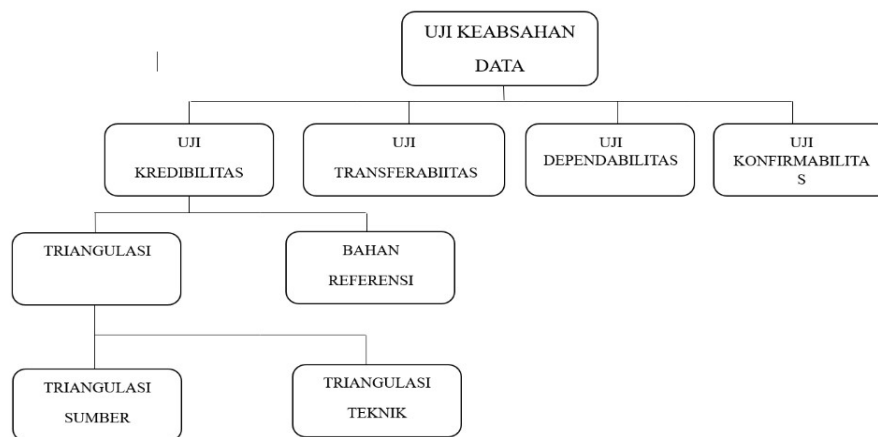 UJI KEABSAHAN
DATA
UJI
KREDIBILITAS
UJI
TRANSFERABIITAS
UJI
DEPENDABILITAS
UJI
KONFIRMABILITA
S
TRIANGULASI
BAHAN
REFERENSI
TRIANGULASI
SUMBER
TRIANGULASI
TEKNIK